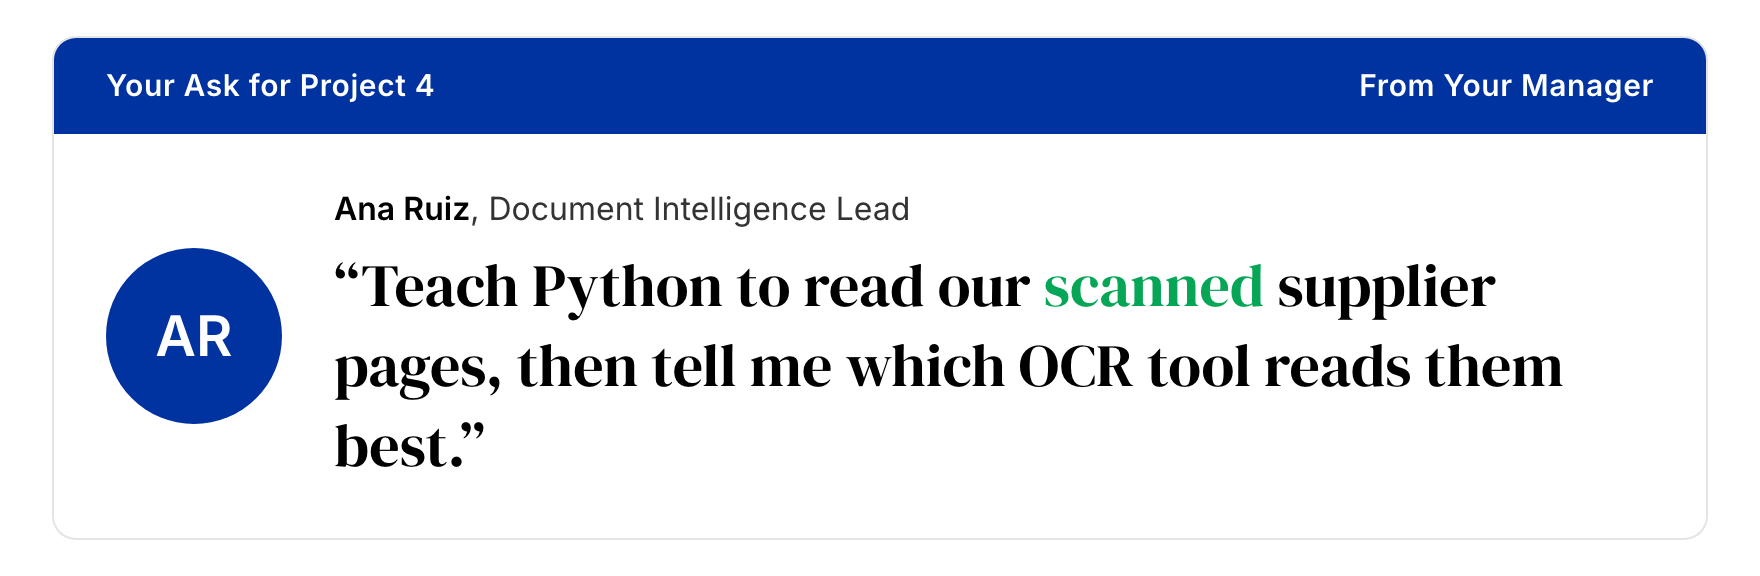 Your Ask for Project 4
From Your Manager
Ana Ruiz, Document Intelligence Lead
AR
“Teach Python to read our scanned supplier
pages, then tell me which OCR tool reads them
best.”